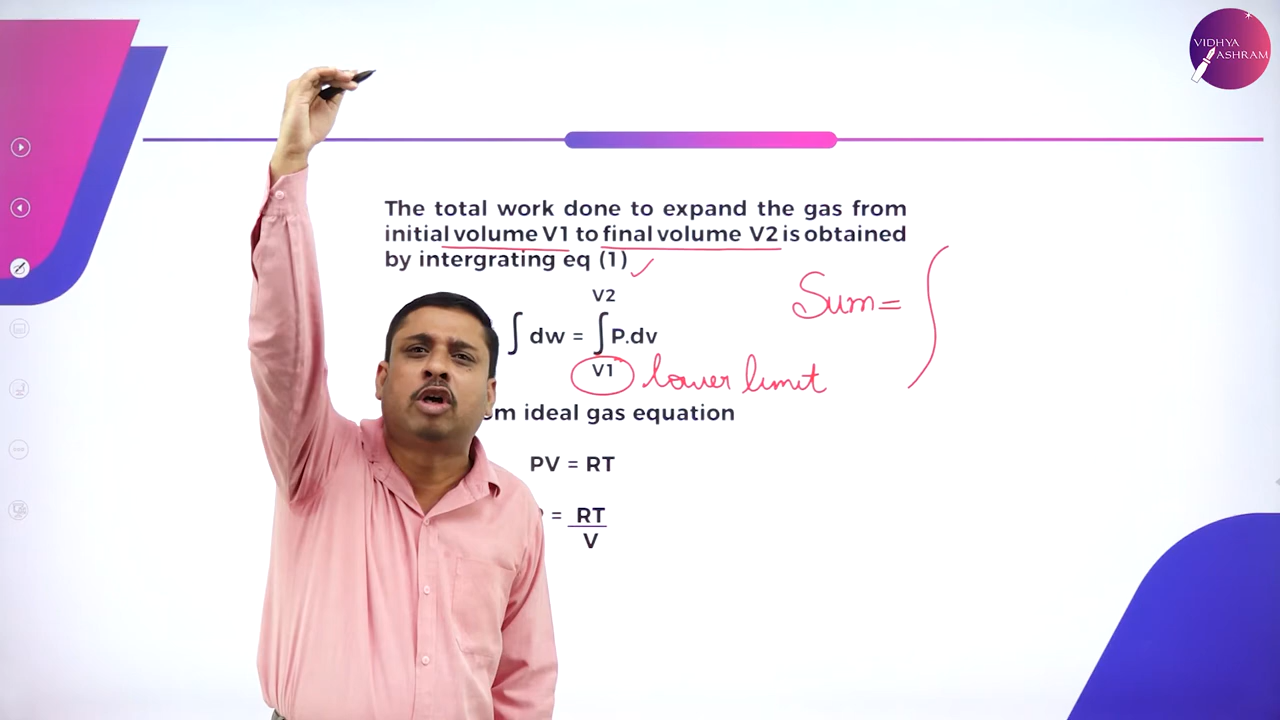 VIDHYA
ASHRAM
The total work done to expand the gas from
initial volume V1 to final volume V2 is obtained
by intergrating eq (1)
V2
Sum =
∫ dw = ∫ P.dv
V1 lower limit
om ideal gas equation
PV = RT
= RT
V